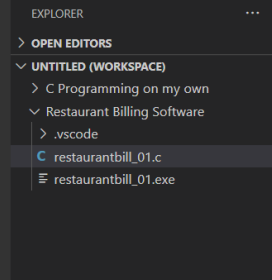 EXPLORER ...
OPEN EDITORS
UNTITLED (WORKSPACE)
C Programming on my own
Restaurant Billing Software
.vscode
C restaurantbill_01.c
restaurantbill_01.exe